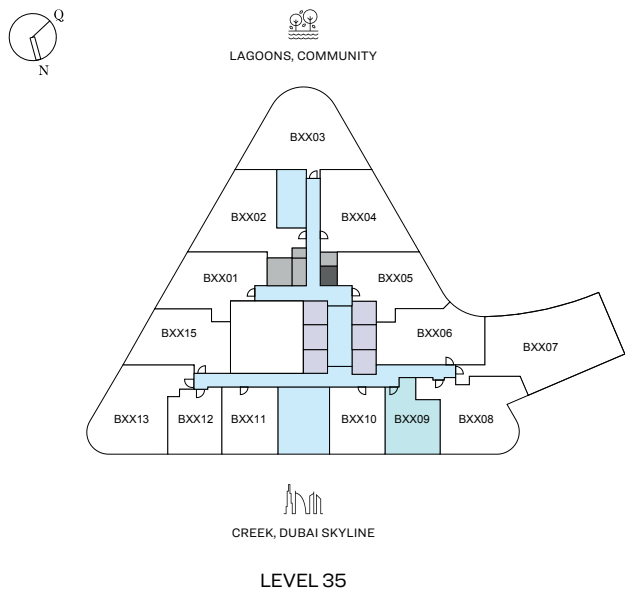 Q
N
LAGOONS, COMMUNITY
BXX03
BXX02 BXX04
BXX01 BXX05
BXX15 BXX06 BXX07
BXX13 BXX12 BXX11 BXX10 BXX09 BXX08
CREEK, DUBAI SKYLINE
LEVEL 35